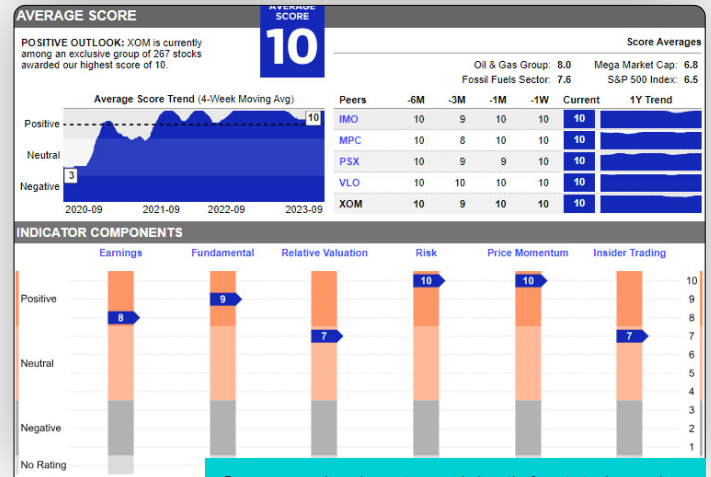 AVERAGE SCORE
AVERAGE
SCORE
10
POSITIVE OUTLOOK: XOM is currently
among an exclusive group of 267 stocks
awarded our highest score of 10.
Score Averages
Oil & Gas Group: 8.0 Mega Market Cap: 6.8
Fossil Fuels Sector: 7.6 S&P 500 Index: 6.5
Average Score Trend (4-Week Moving Avg)
Positive
Neutral
Negative
3
10
2020-09 2021-09 2022-09 2023-09
Peers -6M -3M -1M -1W Current 1Y Trend
IMO 10 9 10 10 10
MPC 10 8 10 10 10
PSX 10 9 9 10 10
VLO 10 10 10 10 10
XOM 10 9 10 10 10
INDICATOR COMPONENTS
Earnings Fundamental Relative Valuation Risk Price Momentum Insider Trading
Positive
Neutral
Negative
No Rating
8
9
7
10
10
7
10
9
8
7
6
5
4
3
2
1